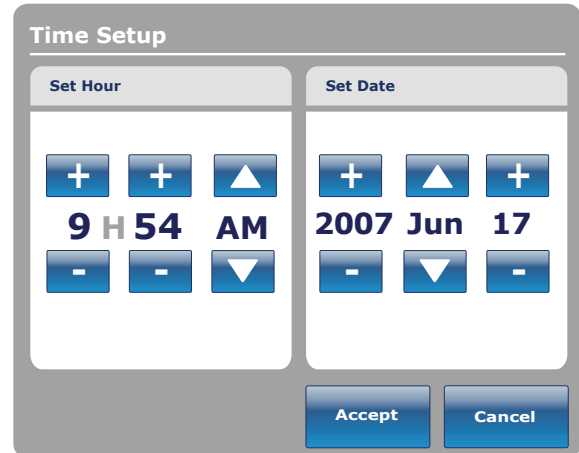 Time Setup
Set Hour
+ +
9 H 54 AM
- -
Set Date
+ +
2007 Jun 17
- -
Accept Cancel